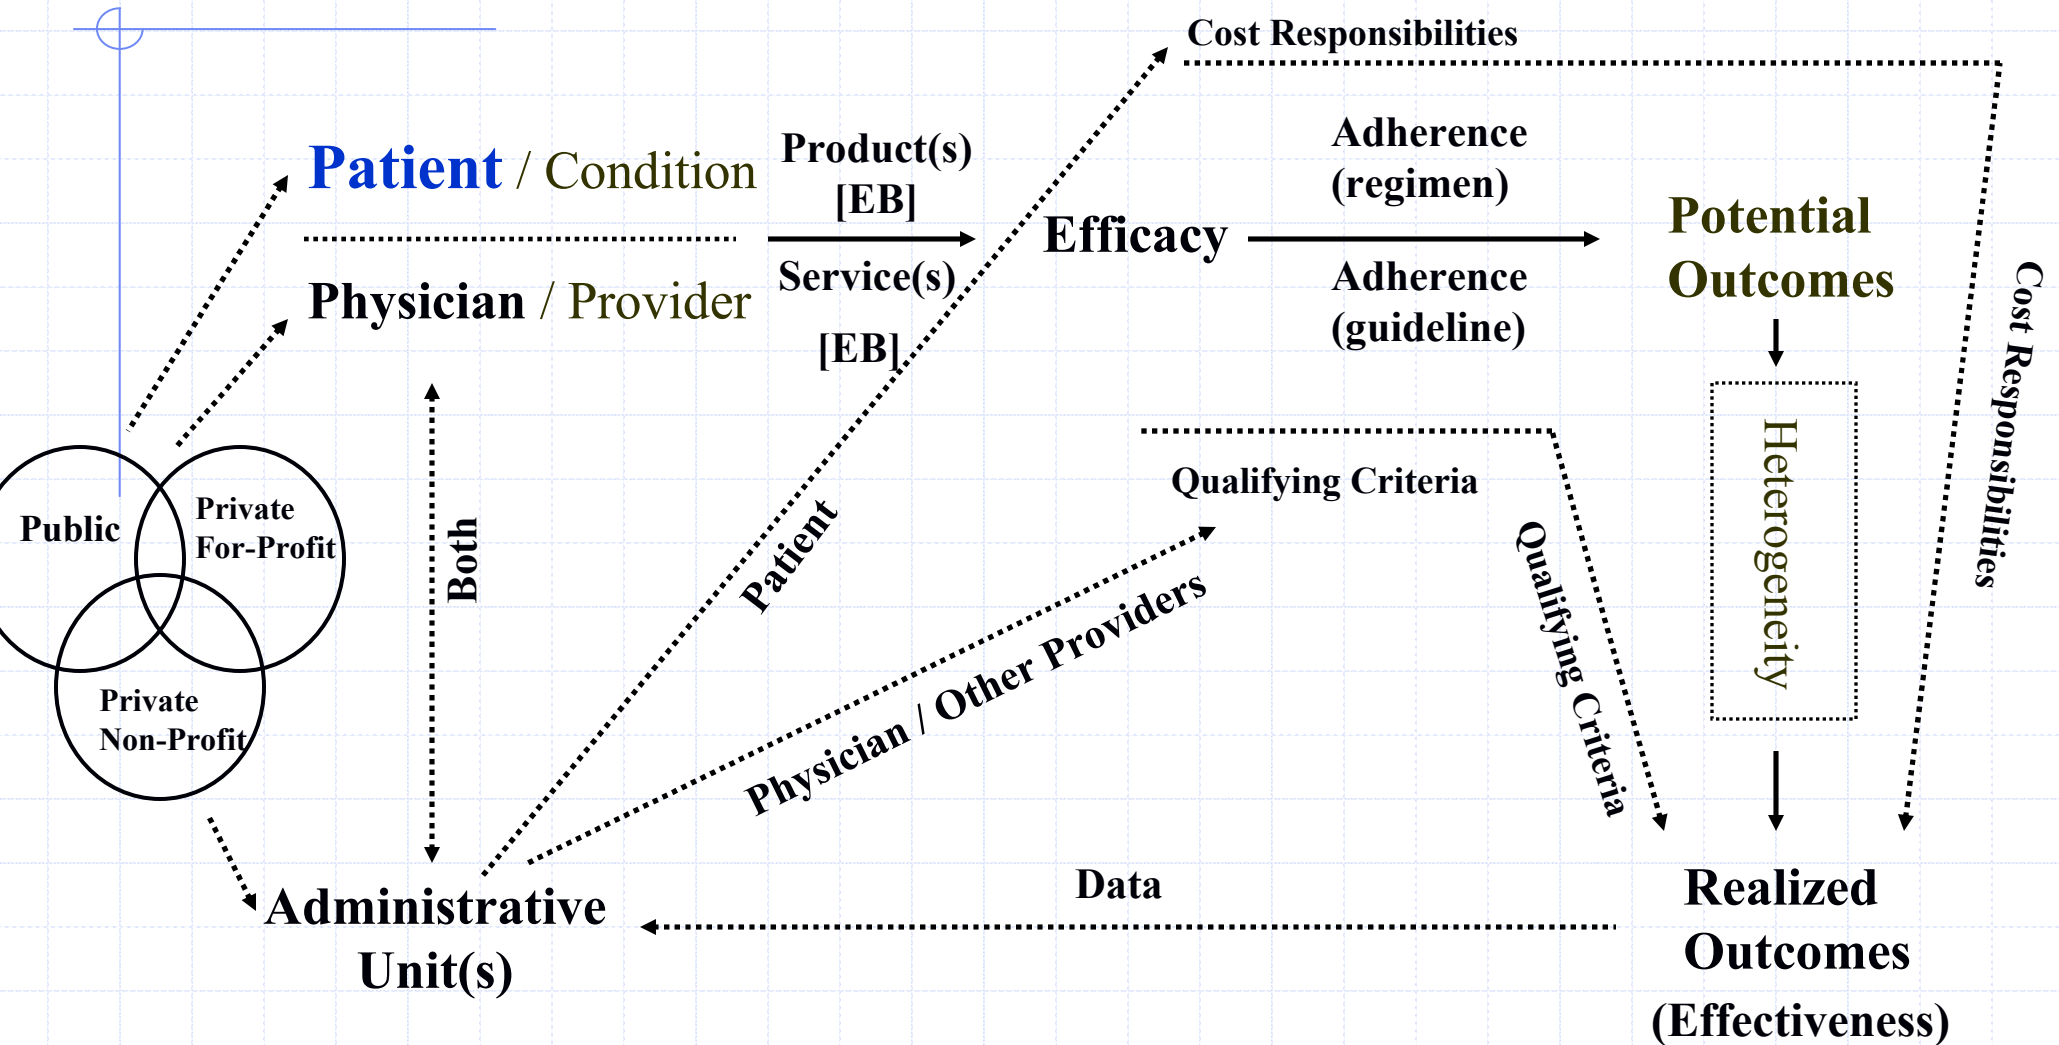 Cost Responsibilities
Patient / Condition
Product(s)
[EB]
Adherence
(regimen)
Efficacy
Potential
Outcomes
Physician / Provider
Service(s)
[EB]
Adherence
(guideline)
Cost Responsibilities
Heterogeneity
Qualifying Criteria
Qualifying Criteria
Public
Private
For-Profit
Private
Non-Profit
Both
Patient
Physician / Other Providers
Data
Administrative
Unit(s)
Realized
Outcomes
(Effectiveness)